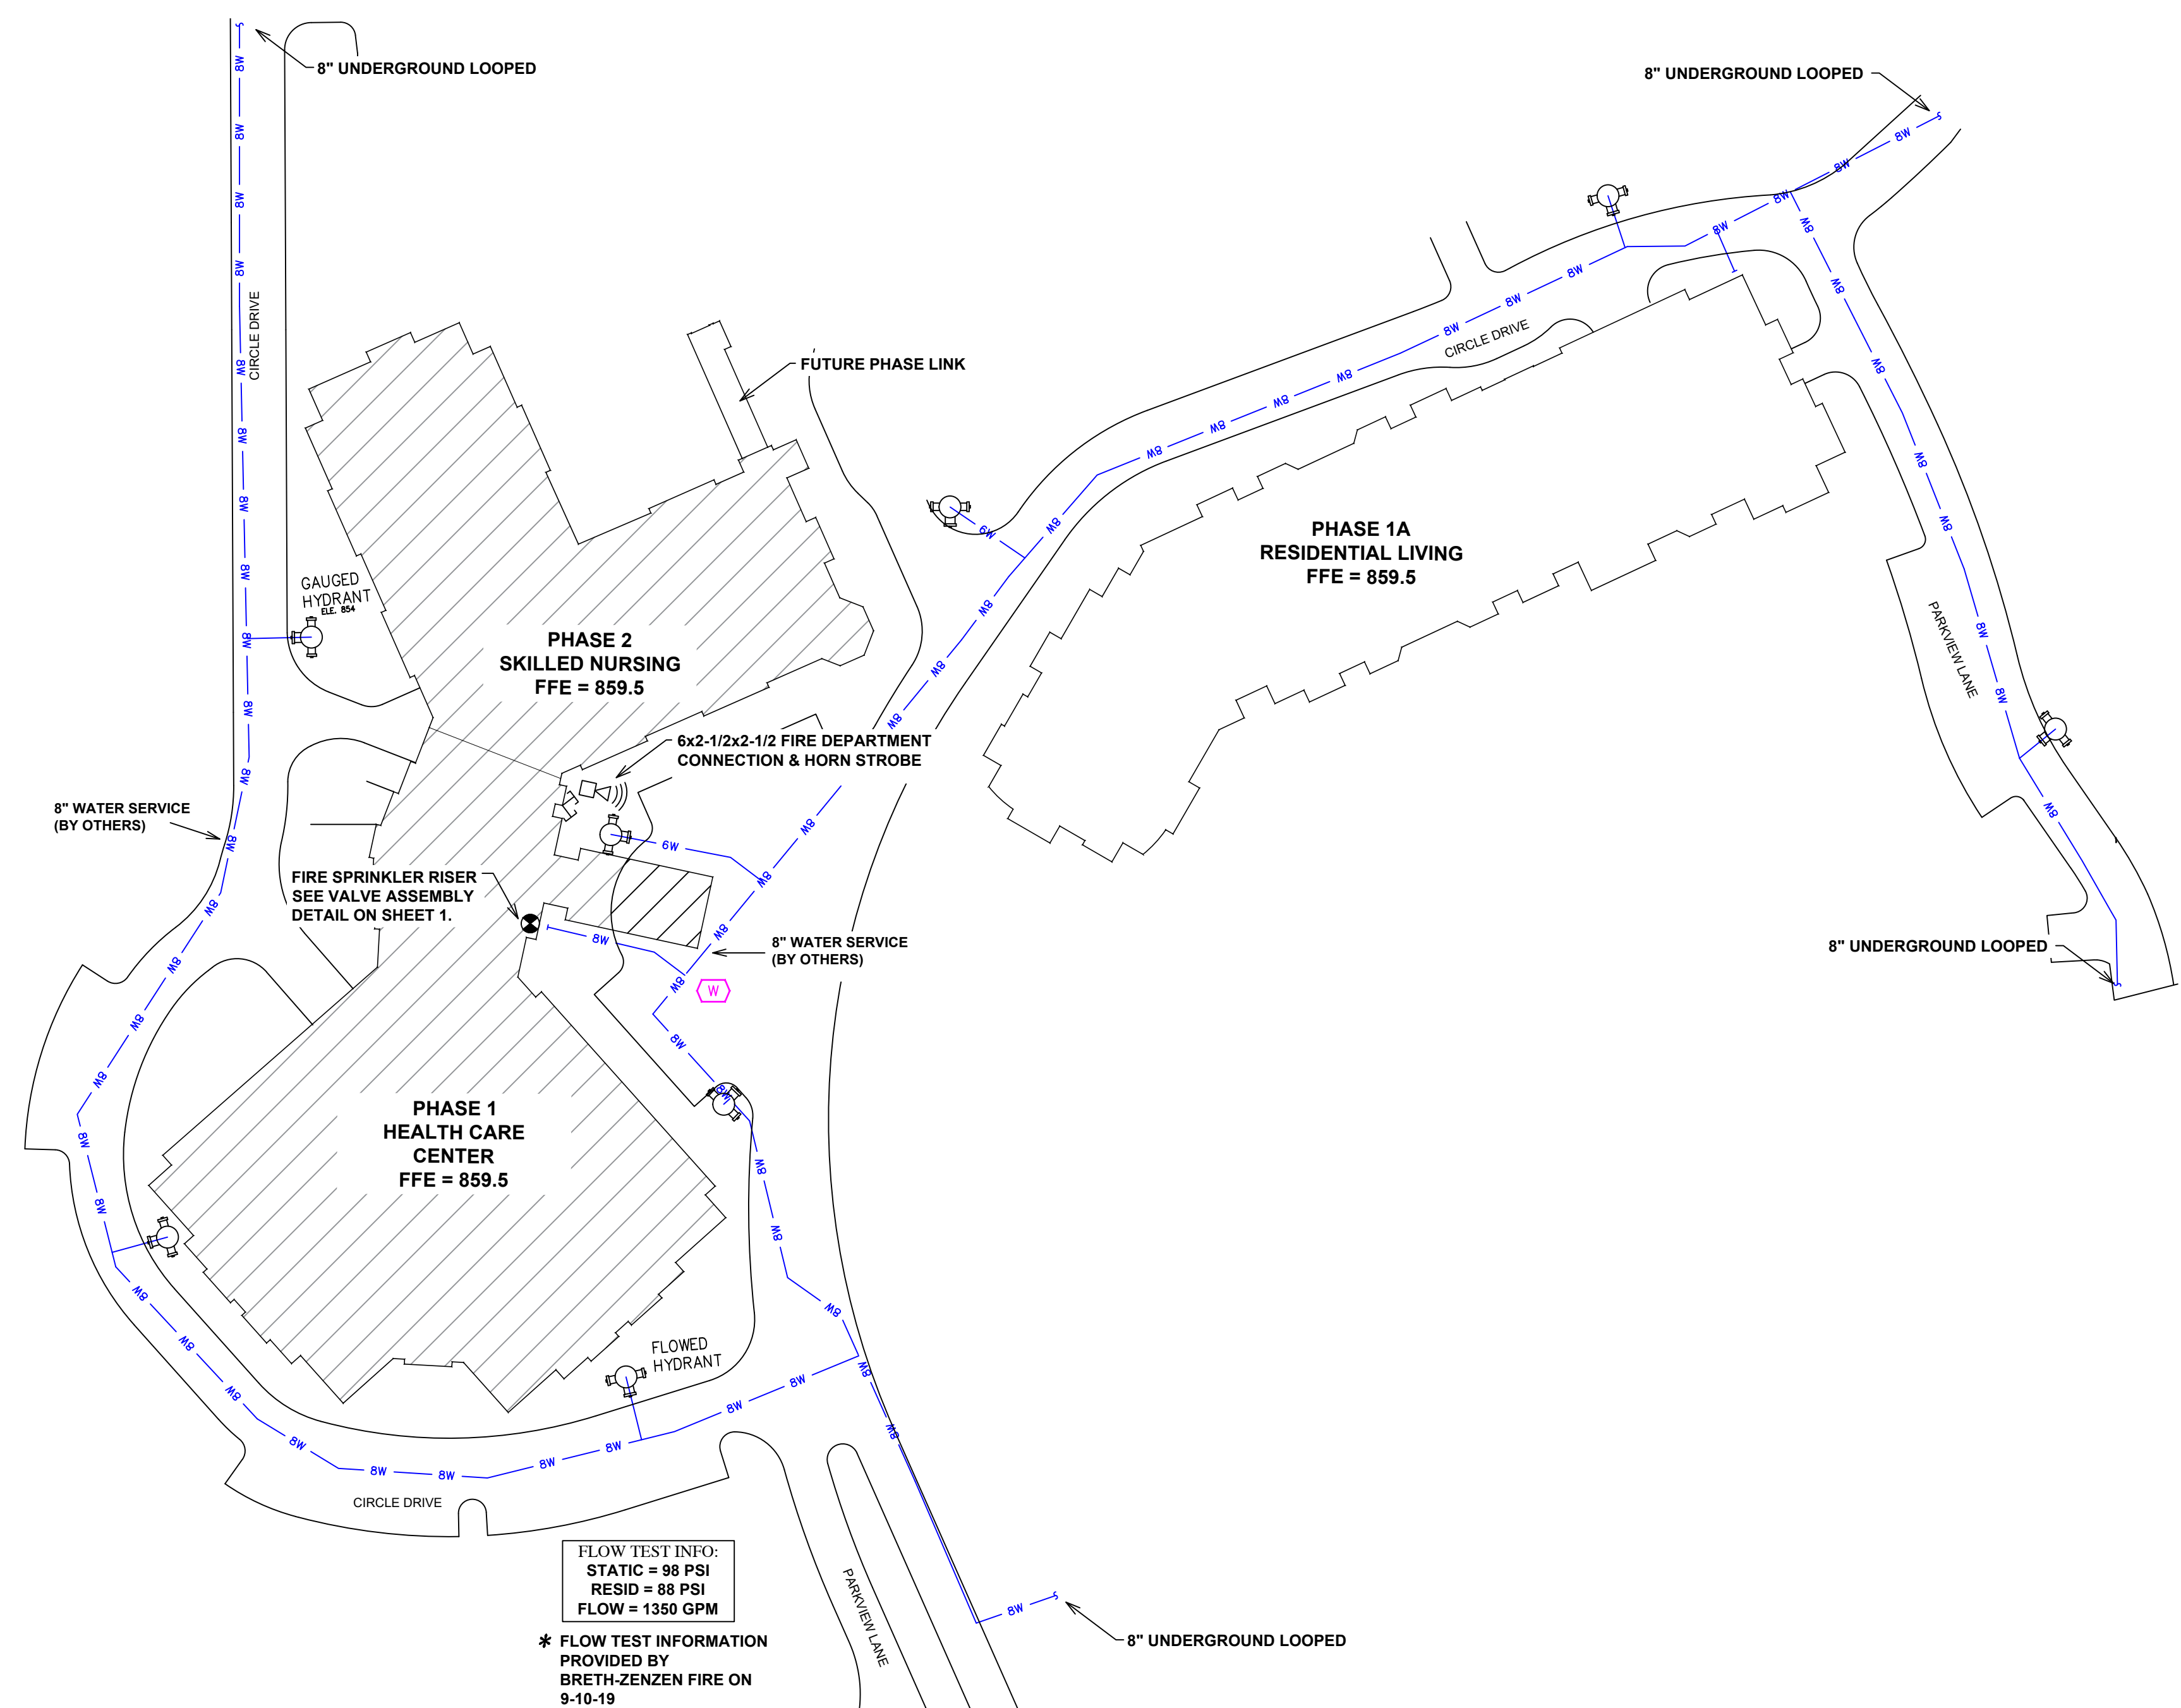 8" UNDERGROUND LOOPED
8" UNDERGROUND LOOPED
CIRCLE DRIVE
CIRCLE DRIVE
FUTURE PHASE LINK
GAUGED
HYDRANT
ELE. 854
PHASE 1A
RESIDENTIAL LIVING
FFE = 859.5
PHASE 2
SKILLED NURSING
FFE = 859.5
PARKVIEW LANE
6x2-1/2x2-1/2 FIRE DEPARTMENT
CONNECTION & HORN STROBE
8" WATER SERVICE
(BY OTHERS)
FIRE SPRINKLER RISER
SEE VALVE ASSEMBLY
DETAIL ON SHEET 1.
8" WATER SERVICE
(BY OTHERS)
8" UNDERGROUND LOOPED
W
PHASE 1
HEALTH CARE
CENTER
FFE = 859.5
FLOWED
HYDRANT
CIRCLE DRIVE
FLOW TEST INFO:
STATIC = 98 PSI
RESID = 88 PSI
FLOW = 1350 GPM
* FLOW TEST INFORMATION
PROVIDED BY
BRETH-ZENZEN FIRE ON
9-10-19
PARKVIEW LANE
8" UNDERGROUND LOOPED
8W
6W
8W
6W
8W
8W